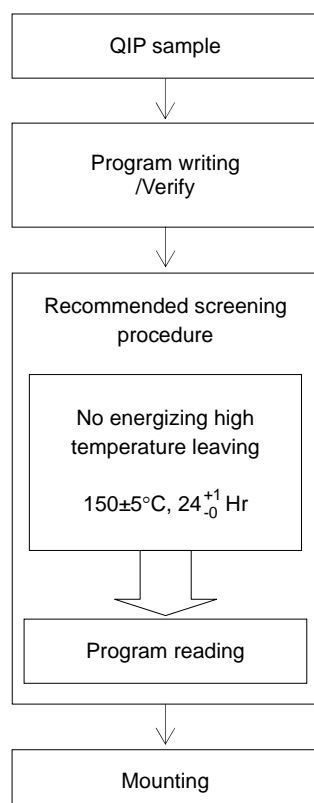 QIP sample
Program writing
/Verify
Recommended screening
procedure
No energizing high
temperature leaving
150±5°C, 24 +1 -0 Hr
Program reading
Mounting